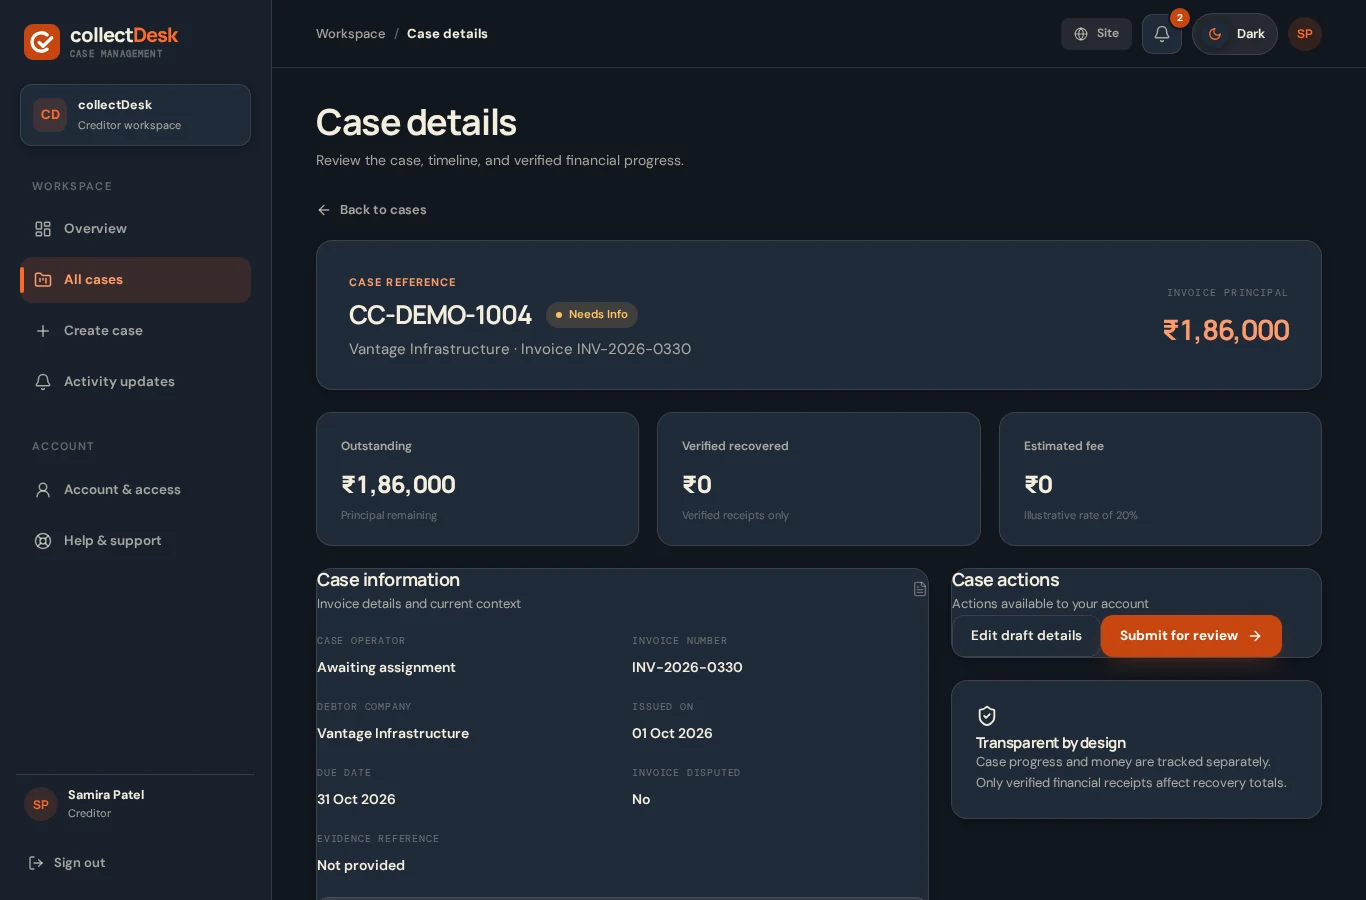 collectDesk
CASE MANAGEMENT
CD
collectDesk
Creditor workspace
WORKSPACE
Overview
All cases
Create case
Activity updates
ACCOUNT
Account & access
Help & support
SP
Samira Patel
Creditor
Sign out
Workspace / Case details
Site
2
Dark
SP
Case details
Review the case, timeline, and verified financial progress.
Back to cases
CASE REFERENCE
CC-DEMO-1004
Needs Info
Vantage Infrastructure · Invoice INV-2026-0330
INVOICE PRINCIPAL
₹1,86,000
Outstanding
₹1,86,000
Principal remaining
Verified recovered
₹0
Verified receipts only
Estimated fee
₹0
Illustrative rate of 20%
Case information
Invoice details and current context
CASE OPERATOR
Awaiting assignment
INVOICE NUMBER
INV-2026-0330
DEBTOR COMPANY
Vantage Infrastructure
ISSUED ON
01 Oct 2026
DUE DATE
31 Oct 2026
INVOICE DISPUTED
No
EVIDENCE REFERENCE
Not provided
Case actions
Actions available to your account
Edit draft details
Submit for review
Transparent by design
Case progress and money are tracked separately.
Only verified financial receipts affect recovery totals.